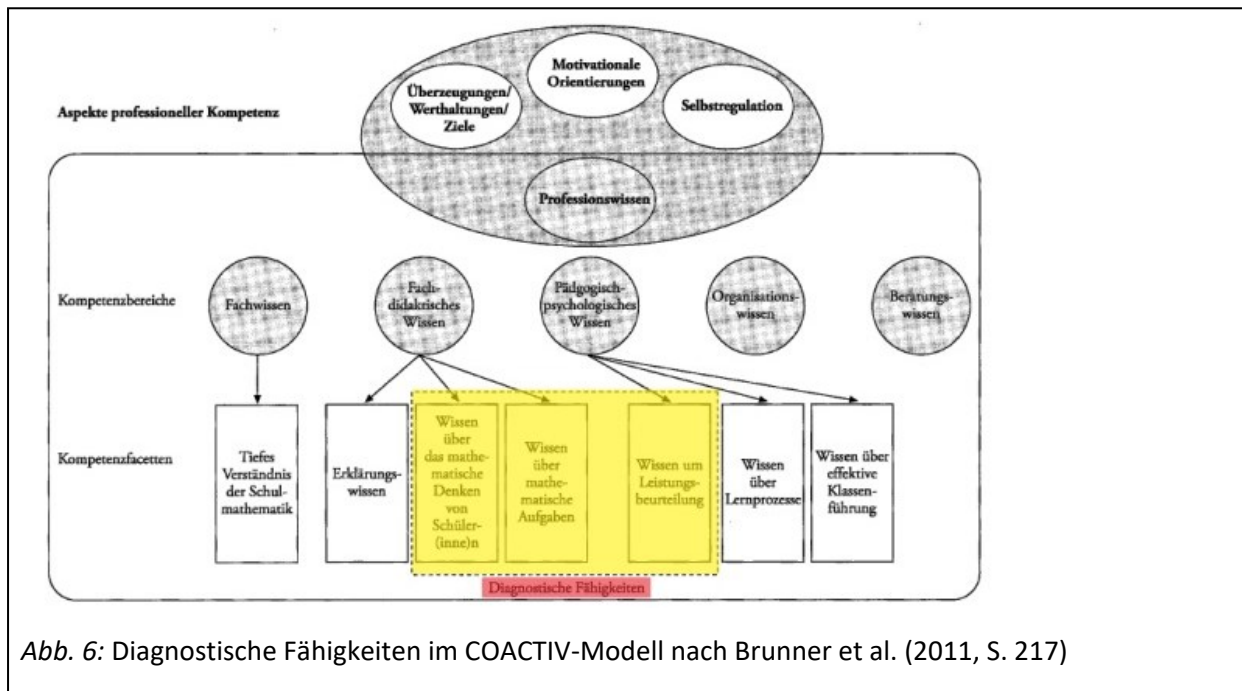 Motivationale
Orientierungen
Überzeugungen/
Werthaltungen/
Ziele
Selbstregulation
Aspekte professioneller Kompetenz
Professionswissen
Kompetenzbereiche
Fachwissen
Fach-
didaktisches
Wissen
Pädgogisch-
psychologisches
Wissen
Organisations-
wissen
Beratungs-
wissen
Kompetenzfacetten
Tiefes
Verständnis
der Schul-
mathematik
Erklärungs-
wissen
Wissen
über
das mathe-
matische
Denken
von
Schüler-
(inne)n
Wissen
über
mathe-
matische
Aufgaben
Wissen um
Leistungs-
beurteilung
Wissen
über
Lernprozesse
Wissen über
effektive
Klassen-
führung
Diagnostische Fähigkeiten
Abb. 6: Diagnostische Fähigkeiten im COACTIV-Modell nach Brunner et al. (2011, S. 217)